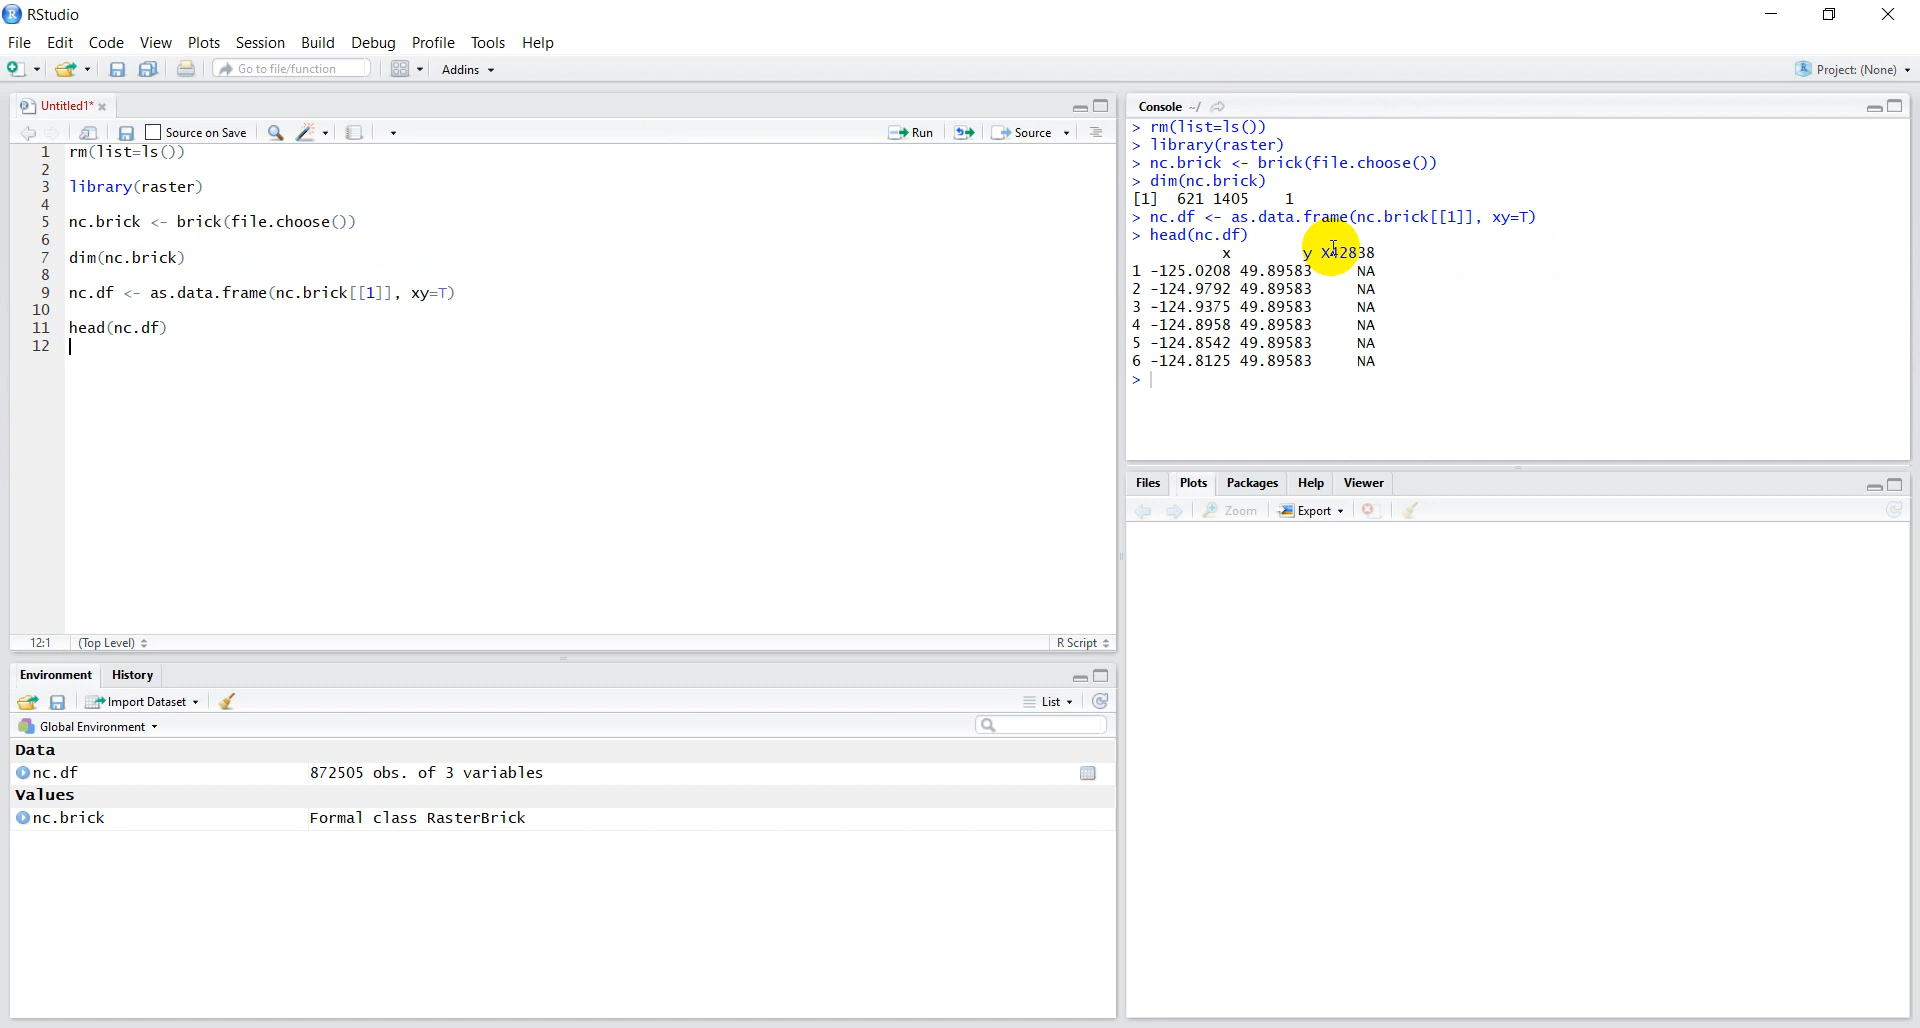 RStudio
File Edit Code View Plots Session Build Debug Profile Tools Help
Go to file/function Addins Project: (None)
Untitled1*
Source on Save Run Source
1 rm(list=ls())
2
3 library(raster)
4
5 nc.brick <- brick(file.choose())
6
7 dim(nc.brick)
8
9 nc.df <- as.data.frame(nc.brick[[1]], xy=T)
10
11 head(nc.df)
12
12:1 (Top Level) R Script
Environment History
Import Dataset List
Global Environment
Data
nc.df 872505 obs. of 3 variables
Values
nc.brick Formal class RasterBrick
Console ~/
> rm(list=ls())
> library(raster)
> nc.brick <- brick(file.choose())
> dim(nc.brick)
[1] 621 1405 1
> nc.df <- as.data.frame(nc.brick[[1]], xy=T)
> head(nc.df)
x y X42838
1 -125.0208 49.89583 NA
2 -124.9792 49.89583 NA
3 -124.9375 49.89583 NA
4 -124.8958 49.89583 NA
5 -124.8542 49.89583 NA
6 -124.8125 49.89583 NA
>
Files Plots Packages Help Viewer
Zoom Export